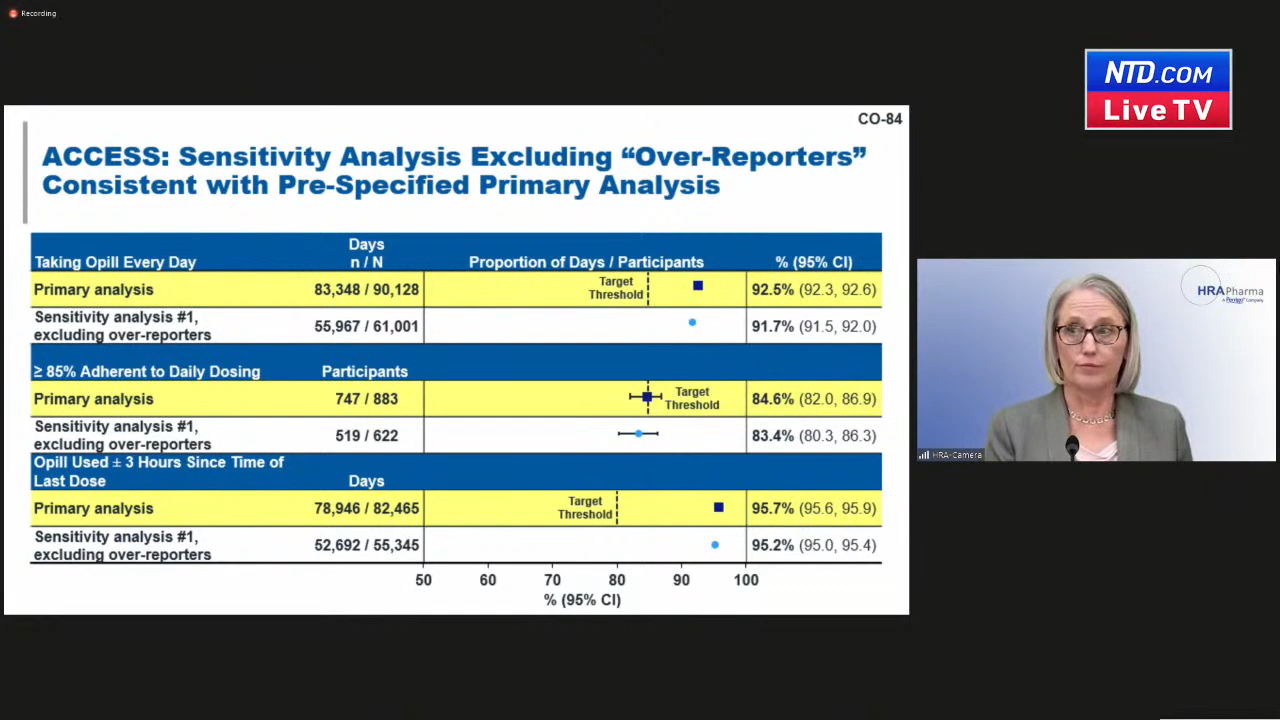 Recording
NTD.COM
Live TV
CO-84
ACCESS: Sensitivity Analysis Excluding “Over-Reporters”
Consistent with Pre-Specified Primary Analysis
Days
Taking Opill Every Day n / N Proportion of Days / Participants % (95% CI)
Primary analysis 83,348 / 90,128 Target Threshold 92.5% (92.3, 92.6)
Sensitivity analysis #1,
excluding over-reporters 55,967 / 61,001 91.7% (91.5, 92.0)
≥ 85% Adherent to Daily Dosing Participants
Primary analysis 747 / 883 Target Threshold 84.6% (82.0, 86.9)
Sensitivity analysis #1,
excluding over-reporters 519 / 622 83.4% (80.3, 86.3)
Opill Used ± 3 Hours Since Time of
Last Dose Days
Primary analysis 78,946 / 82,465 Target Threshold 95.7% (95.6, 95.9)
Sensitivity analysis #1,
excluding over-reporters 52,692 / 55,345 95.2% (95.0, 95.4)
50 60 70 80 90 100
% (95% CI)
HRA Pharma
A Perrigo Company
HRA-Camera